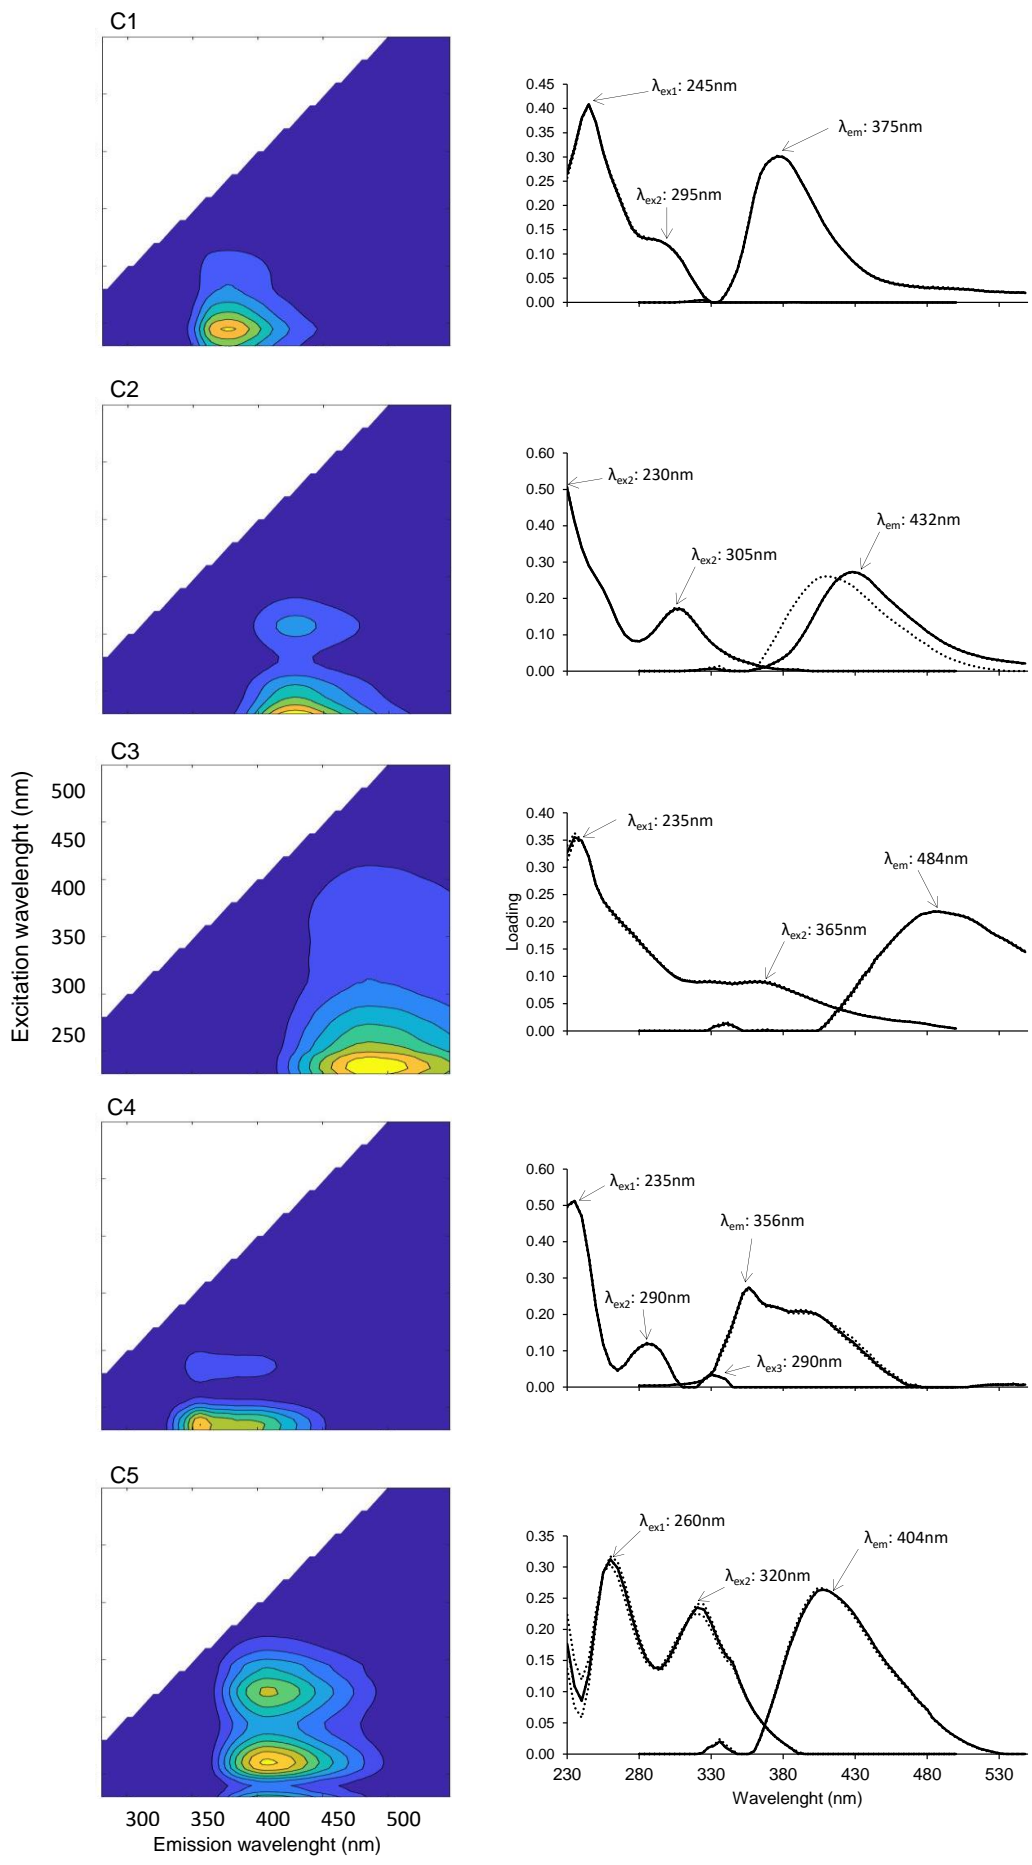 C1
0.45
0.40
0.35
0.30
0.25
0.20
0.15
0.10
0.05
0.00
λex1: 245nm
λem: 375nm
λex2: 295nm
C2
0.60
0.50
0.40
0.30
0.20
0.10
0.00
λex2: 230nm
λem: 432nm
λex2: 305nm
C3
Excitation wavelenght (nm)
500
450
400
350
300
250
Loading
0.40
0.35
0.30
0.25
0.20
0.15
0.10
0.05
0.00
λex1: 235nm
λem: 484nm
λex2: 365nm
C4
0.60
0.50
0.40
0.30
0.20
0.10
0.00
λex1: 235nm
λem: 356nm
λex2: 290nm
λex3: 290nm
C5
0.35
0.30
0.25
0.20
0.15
0.10
0.05
0.00
λex1: 260nm
λem: 404nm
λex2: 320nm
300 350 400 450 500
Emission wavelenght (nm)
230 280 330 380 430 480 530
Wavelenght (nm)